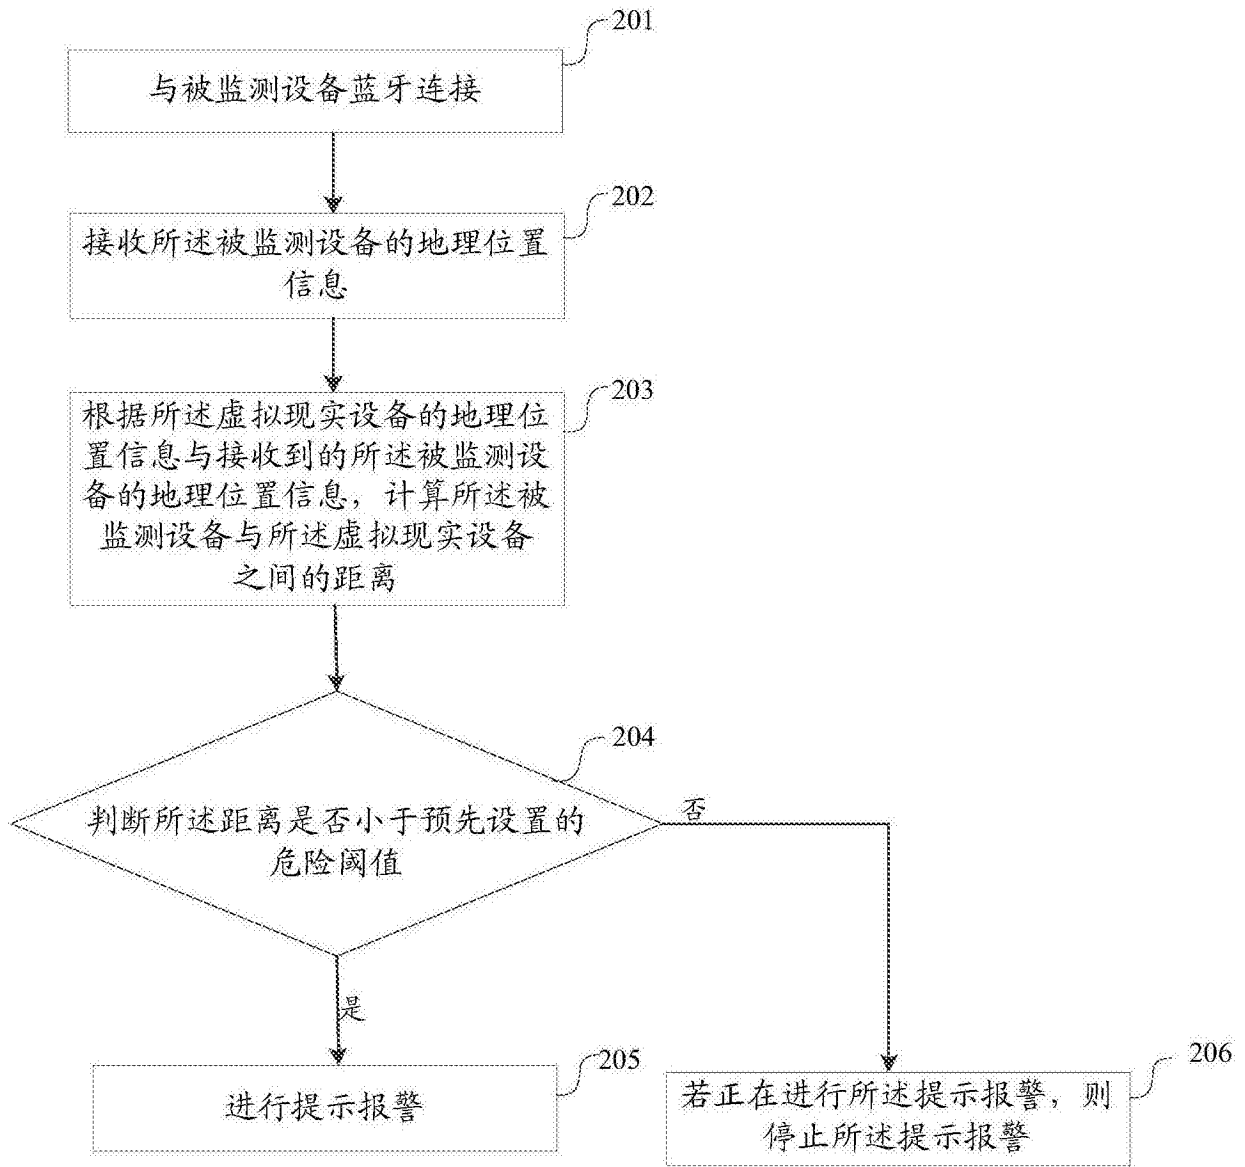 201
与被监测设备蓝牙连接
202
接收所述被监测设备的地理位置
信息
203
根据所述虚拟现实设备的地理位
置信息与接收到的所述被监测设
备的地理位置信息，计算所述被
监测设备与所述虚拟现实设备
之间的距离
204
判断所述距离是否小于预先设置的
危险阈值
否
是
205
进行提示报警
206
若正在进行所述提示报警，则
停止所述提示报警